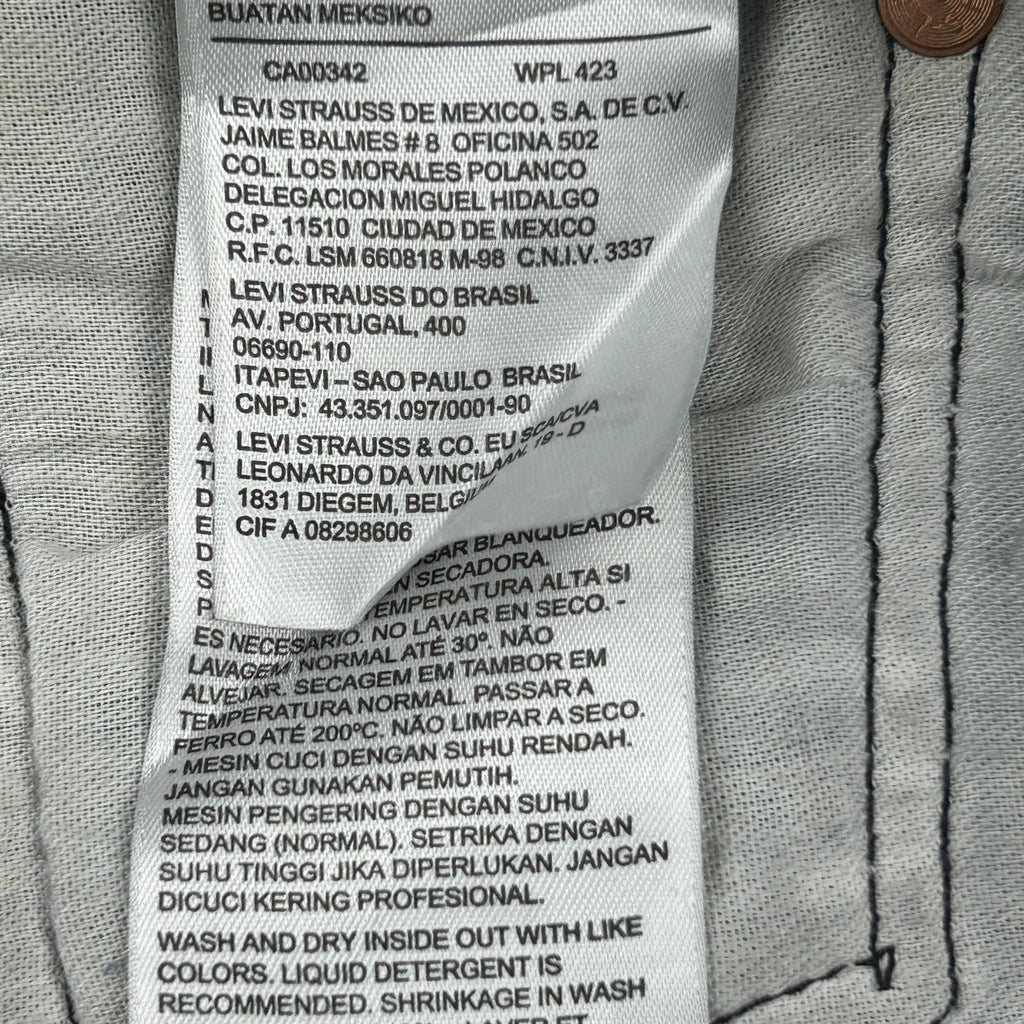 BUATAN MEKSIKO
CA00342 WPL 423
LEVI STRAUSS DE MEXICO, S.A. DE C.V.
JAIME BALMES # 8 OFICINA 502
COL. LOS MORALES POLANCO
DELEGACION MIGUEL HIDALGO
C.P. 11510 CIUDAD DE MEXICO
R.F.C. LSM 660818 M-98 C.N.I.V. 3337
LEVI STRAUSS DO BRASIL
AV. PORTUGAL, 400
06690-110
ITAPEVI – SAO PAULO BRASIL
CNPJ: 43.351.097/0001-90
LEVI STRAUSS & CO. EU SCA/CVA
LEONARDO DA VINCILAAN, 19 - D
1831 DIEGEM, BELGI
CIF A 08298606
BLANQUEADOR.
SECADORA.
TEMPERATURA ALTA SI
ES NECESARIO. NO LAVAR EN SECO. -
LAVAGEM NORMAL ATÉ 30º. NÃO
ALVEJAR. SECAGEM EM TAMBOR EM
TEMPERATURA NORMAL. PASSAR A
FERRO ATÉ 200ºC. NÃO LIMPAR A SECO.
- MESIN CUCI DENGAN SUHU RENDAH.
JANGAN GUNAKAN PEMUTIH.
MESIN PENGERING DENGAN SUHU
SEDANG (NORMAL). SETRIKA DENGAN
SUHU TINGGI JIKA DIPERLUKAN. JANGAN
DICUCI KERING PROFESIONAL.
WASH AND DRY INSIDE OUT WITH LIKE
COLORS. LIQUID DETERGENT IS
RECOMMENDED. SHRINKAGE IN WASH